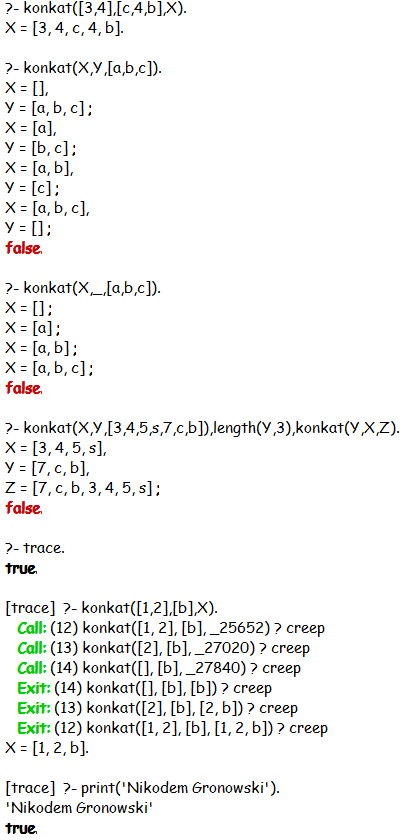 ?- konkat([3,4],[c,4,b],X).
X = [3, 4, c, 4, b].
?- konkat(X,Y,[a,b,c]).
X = [],
Y = [a, b, c] ;
X = [a],
Y = [b, c] ;
X = [a, b],
Y = [c] ;
X = [a, b, c],
Y = [] ;
false.
?- konkat(X,_,[a,b,c]).
X = [] ;
X = [a] ;
X = [a, b] ;
X = [a, b, c] ;
false.
?- konkat(X,Y,[3,4,5,s,7,c,b]),length(Y,3),konkat(Y,X,Z).
X = [3, 4, 5, s],
Y = [7, c, b],
Z = [7, c, b, 3, 4, 5, s] ;
false.
?- trace.
true.
[trace]  ?- konkat([1,2],[b],X).
Call: (12) konkat([1, 2], [b], _25652) ? creep
Call: (13) konkat([2], [b], _27020) ? creep
Call: (14) konkat([], [b], _27840) ? creep
Exit: (14) konkat([], [b], [b]) ? creep
Exit: (13) konkat([2], [b], [2, b]) ? creep
Exit: (12) konkat([1, 2], [b], [1, 2, b]) ? creep
X = [1, 2, b].
[trace]  ?- print('Nikodem Gronowski').
'Nikodem Gronowski'
true.